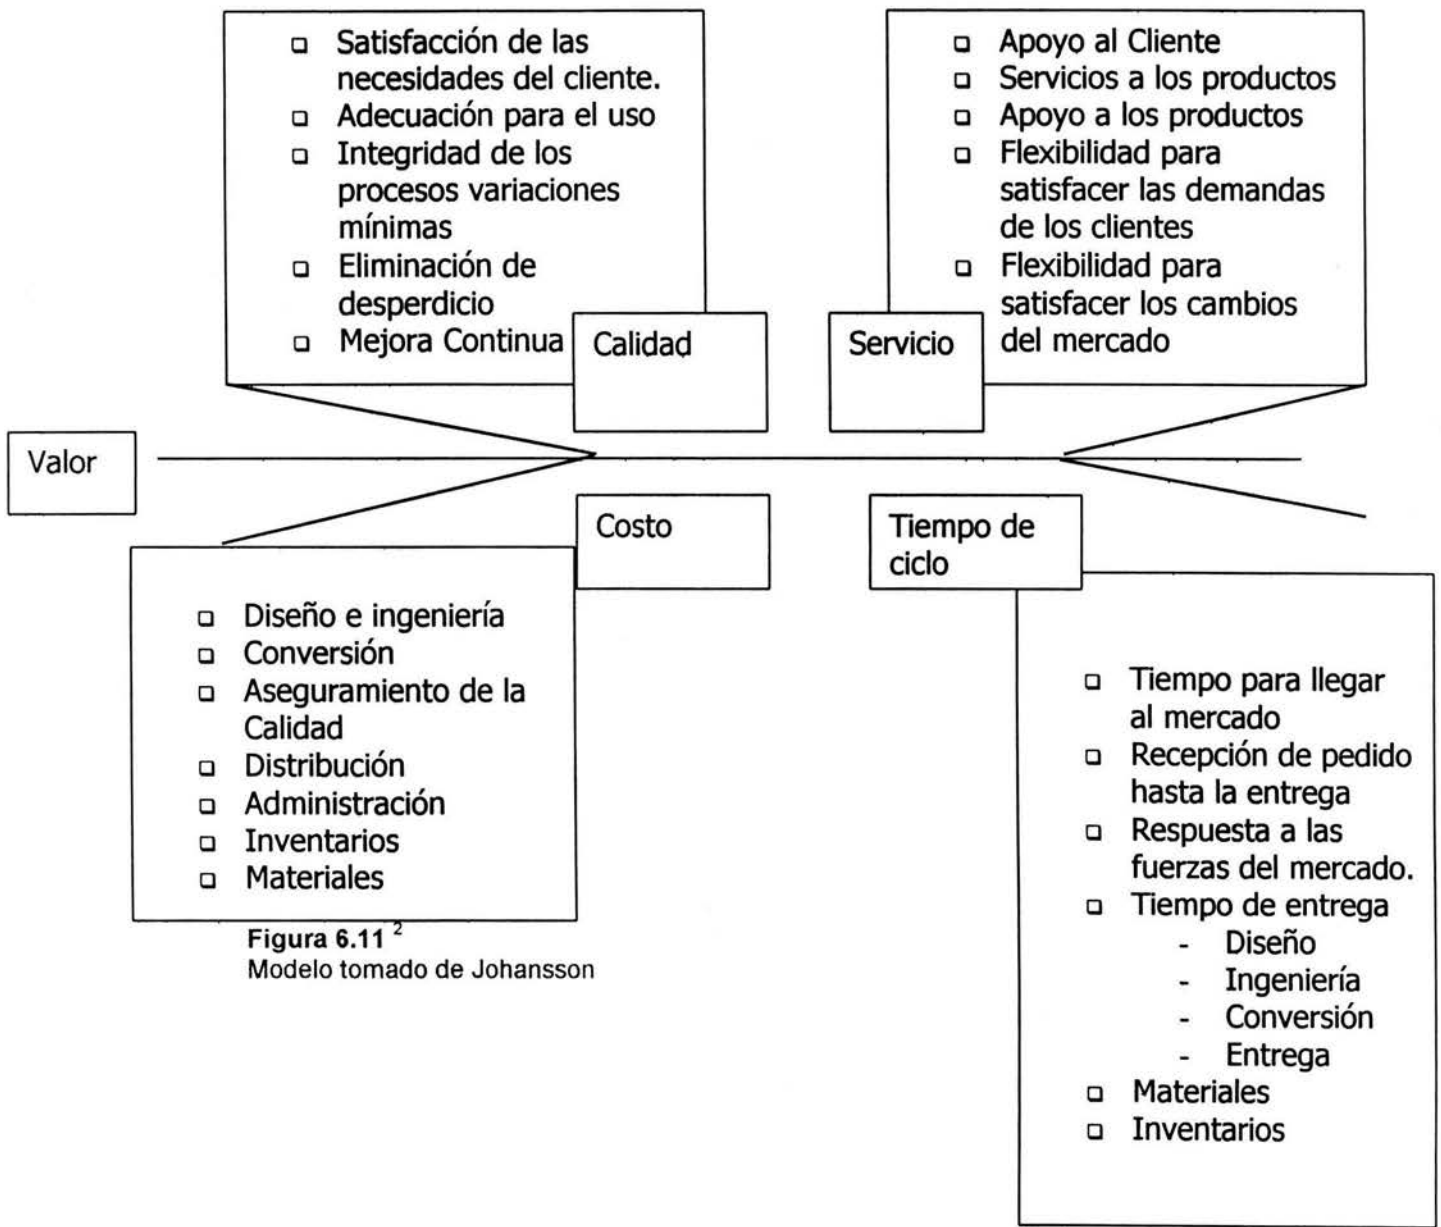 □ Satisfacción de las
necesidades del cliente.
□ Adecuación para el uso
□ Integridad de los
procesos variaciones
mínimas
□ Eliminación de
desperdicio
□ Mejora Continua
Calidad
□ Apoyo al Cliente
□ Servicios a los productos
□ Apoyo a los productos
□ Flexibilidad para
satisfacer las demandas
de los clientes
□ Flexibilidad para
satisfacer los cambios
del mercado
Servicio
Valor
Costo
□ Diseño e ingeniería
□ Conversión
□ Aseguramiento de la
Calidad
□ Distribución
□ Administración
□ Inventarios
□ Materiales
Tiempo de
ciclo
□ Tiempo para llegar
al mercado
□ Recepción de pedido
hasta la entrega
□ Respuesta a las
fuerzas del mercado.
□ Tiempo de entrega
- Diseño
- Ingeniería
- Conversión
- Entrega
□ Materiales
□ Inventarios
Figura 6.11 ²
Modelo tomado de Johansson